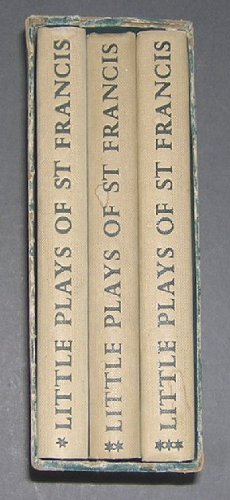 * LITTLE PLAYS OF ST FRANCIS
** LITTLE PLAYS OF ST FRANCIS
*** LITTLE PLAYS OF ST FRANCIS